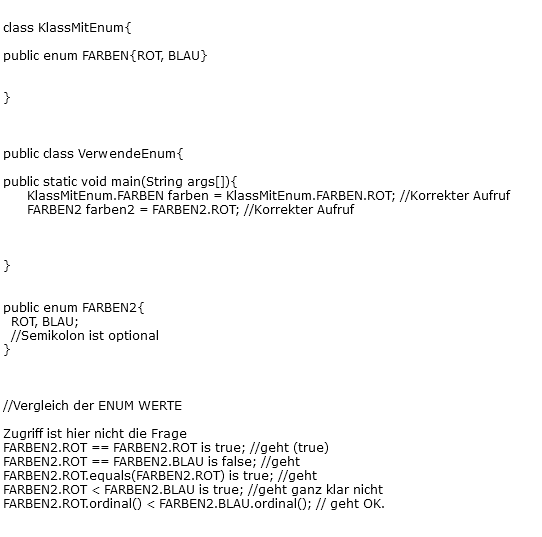 class KlassMitEnum{
public enum FARBEN{ROT, BLAU}
}
public class VerwendeEnum{
public static void main(String args[]){
KlassMitEnum.FARBEN farben = KlassMitEnum.FARBEN.ROT; //Korrekter Aufruf
FARBEN2 farben2 = FARBEN2.ROT; //Korrekter Aufruf
}
public enum FARBEN2{
ROT, BLAU;
//Semikolon ist optional
}
//Vergleich der ENUM WERTE
Zugriff ist hier nicht die Frage
FARBEN2.ROT == FARBEN2.ROT is true; //geht (true)
FARBEN2.ROT == FARBEN2.BLAU is false; //geht
FARBEN2.ROT.equals(FARBEN2.ROT) is true; //geht
FARBEN2.ROT < FARBEN2.BLAU is true; //geht ganz klar nicht
FARBEN2.ROT.ordinal() < FARBEN2.BLAU.ordinal(); // geht OK.